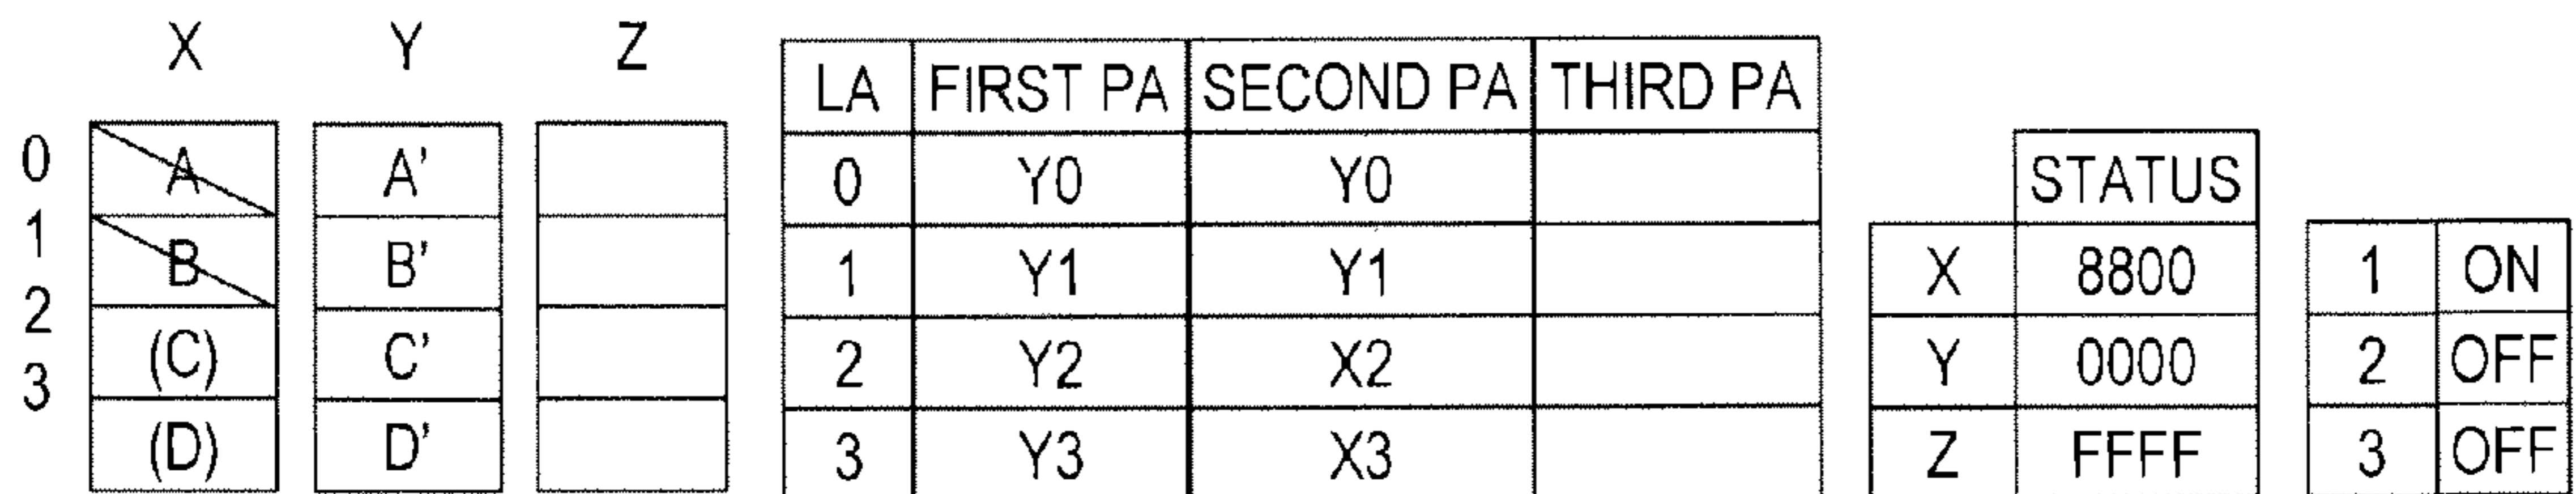 X Y Z
LA FIRST PA SECOND PA THIRD PA
0 A A' 0 Y0 Y0 STATUS
1 B B' 1 Y1 Y1 X 8800 1 ON
2 (C) C' 2 Y2 X2 Y 0000 2 OFF
3 (D) D' 3 Y3 X3 Z FFFF 3 OFF